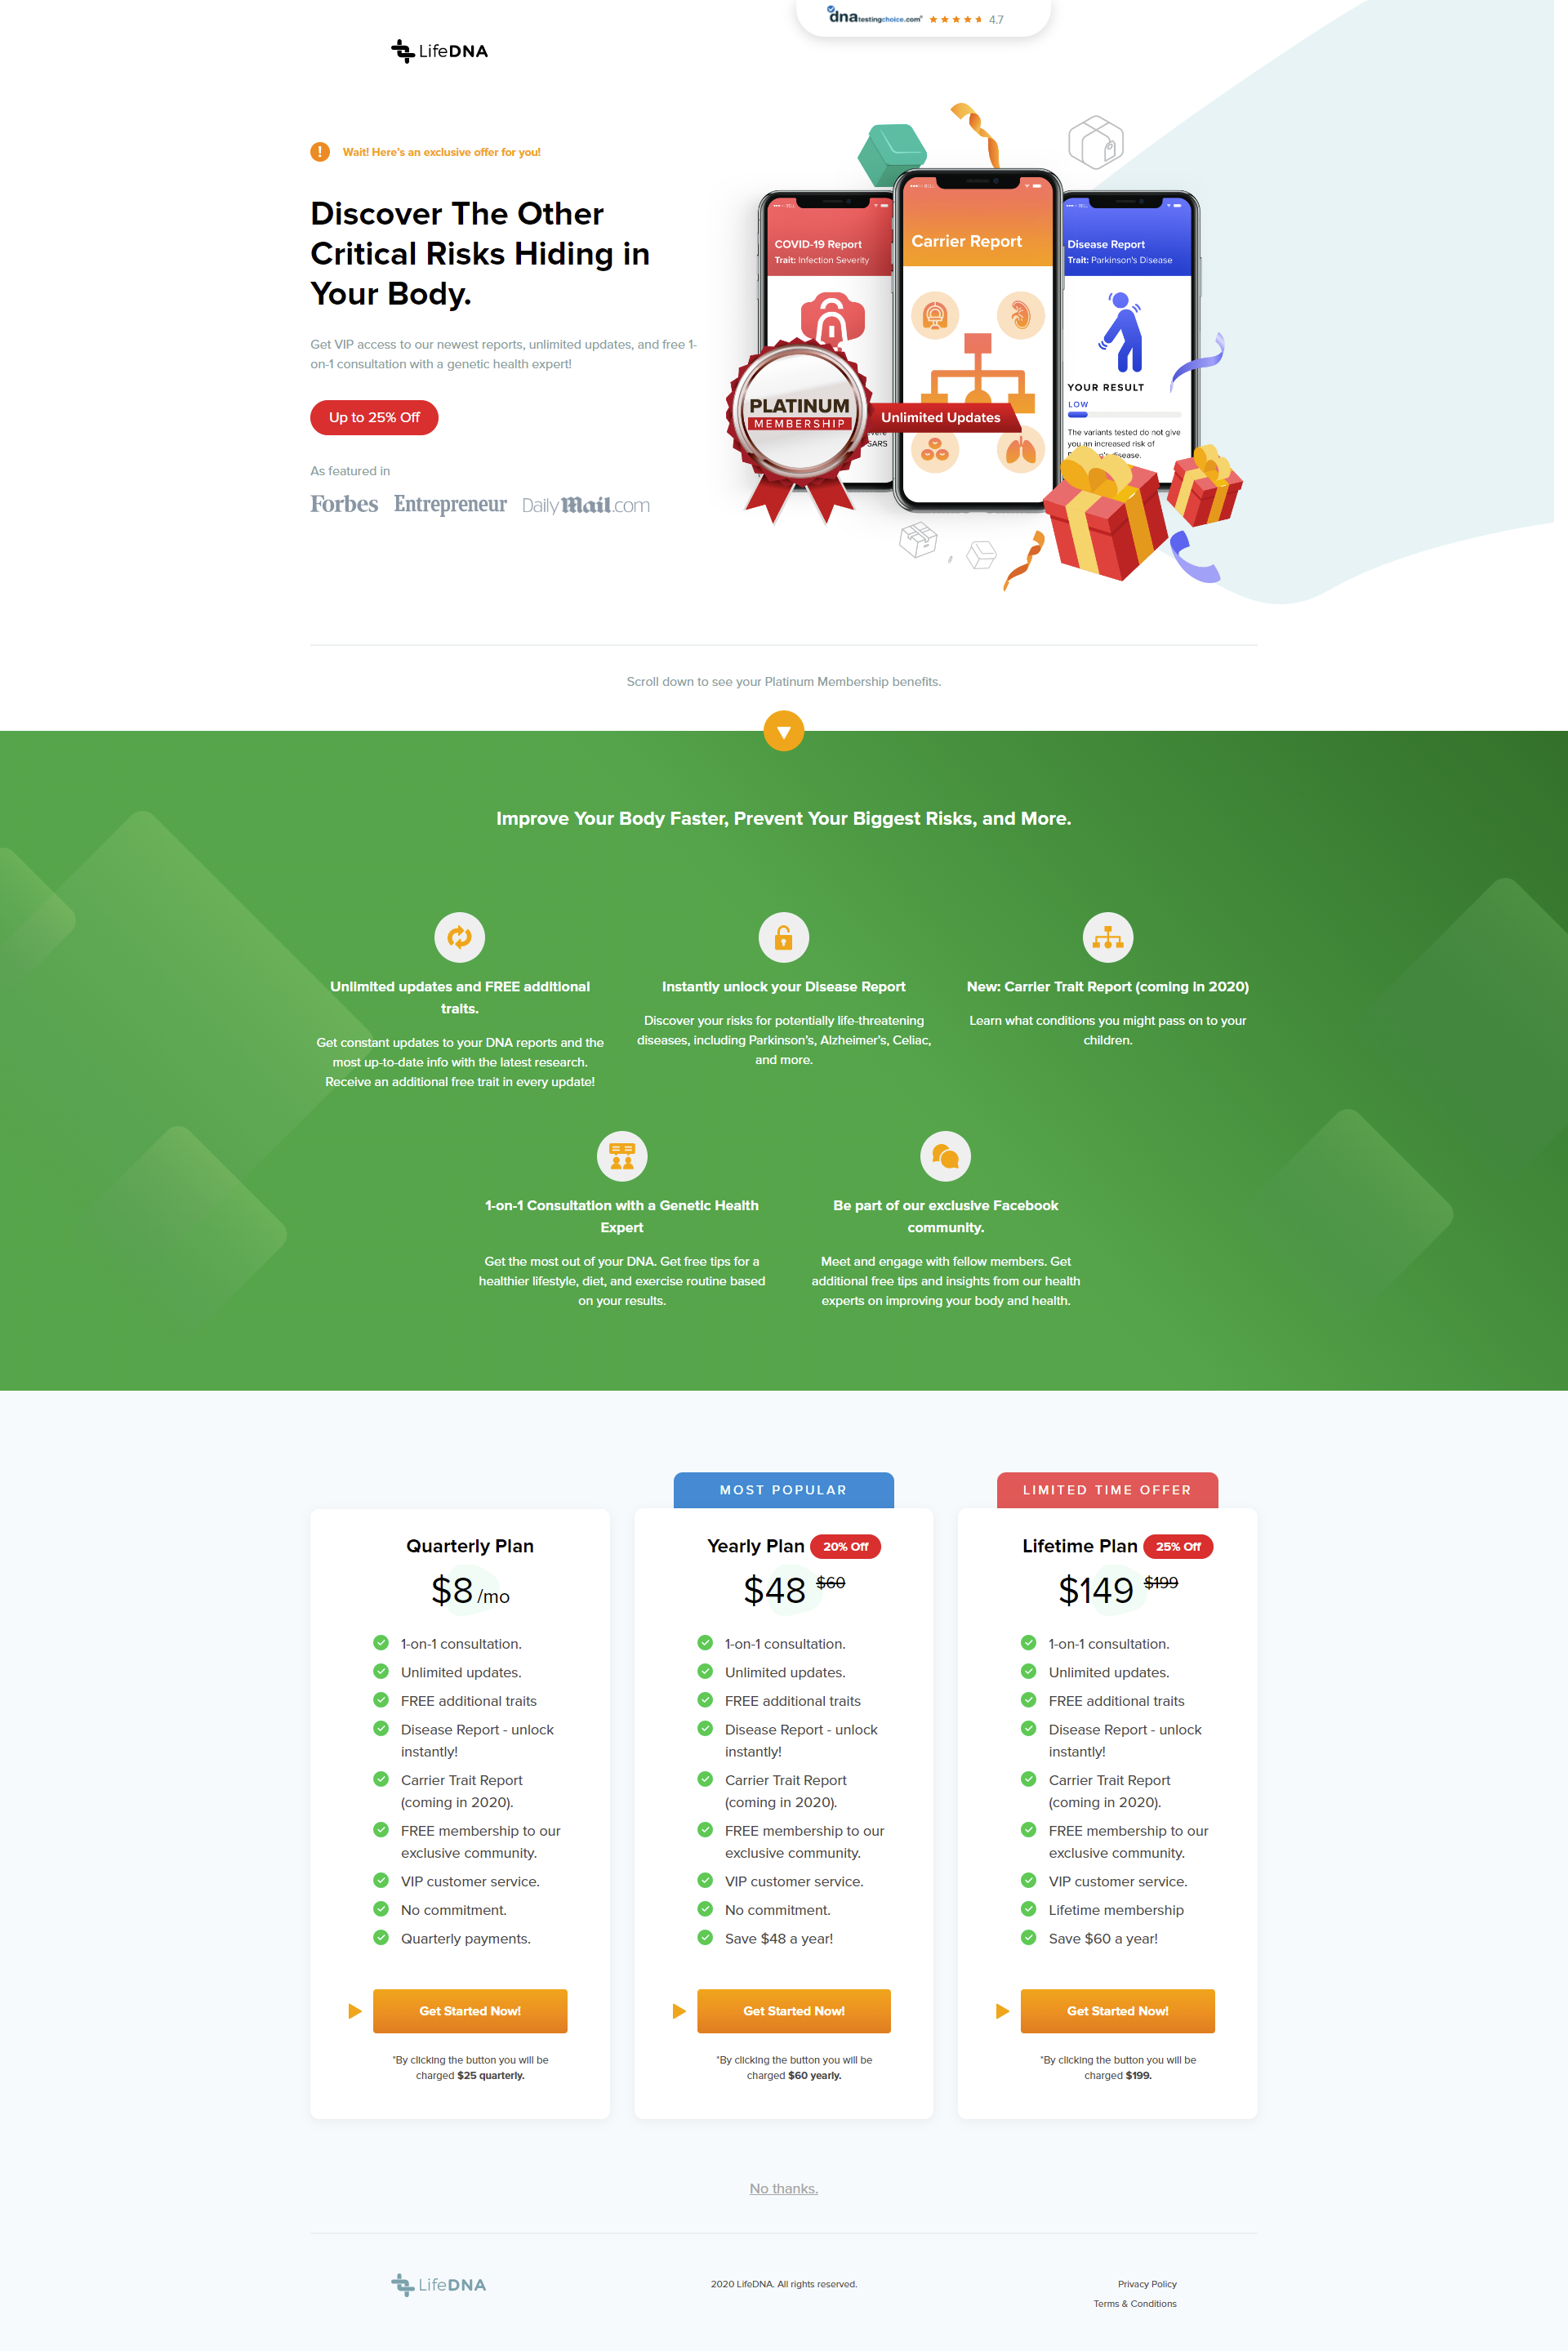 dnatestingchoice.com 4.7
LifeDNA
Wait! Here's an exclusive offer for you!
Discover The Other
Critical Risks Hiding in
Your Body.
Get VIP access to our newest reports, unlimited updates, and free 1-
on-1 consultation with a genetic health expert!
Up to 25% Off
As featured in
Forbes Entrepreneur DailyMail.com
COVID-19 Report
Trait: Infection Severity
SARS
Carrier Report
Disease Report
Trait: Parkinson's Disease
YOUR RESULT
LOW
The variants tested do not give
you an increased risk of
disease.
PLATINUM
MEMBERSHIP
Unlimited Updates
Scroll down to see your Platinum Membership benefits.
Improve Your Body Faster, Prevent Your Biggest Risks, and More.
Unlimited updates and FREE additional
traits.
Get constant updates to your DNA reports and the
most up-to-date info with the latest research.
Receive an additional free trait in every update!
Instantly unlock your Disease Report
Discover your risks for potentially life-threatening
diseases, including Parkinson's, Alzheimer's, Celiac,
and more.
New: Carrier Trait Report (coming in 2020)
Learn what conditions you might pass on to your
children.
1-on-1 Consultation with a Genetic Health
Expert
Get the most out of your DNA. Get free tips for a
healthier lifestyle, diet, and exercise routine based
on your results.
Be part of our exclusive Facebook
community.
Meet and engage with fellow members. Get
additional free tips and insights from our health
experts on improving your body and health.
Quarterly Plan
$8 /mo
1-on-1 consultation.
Unlimited updates.
FREE additional traits
Disease Report - unlock
instantly!
Carrier Trait Report
(coming in 2020).
FREE membership to our
exclusive community.
VIP customer service.
No commitment.
Quarterly payments.
Get Started Now!
*By clicking the button you will be
charged $25 quarterly.
MOST POPULAR
Yearly Plan 20% Off
$48 $60
1-on-1 consultation.
Unlimited updates.
FREE additional traits
Disease Report - unlock
instantly!
Carrier Trait Report
(coming in 2020).
FREE membership to our
exclusive community.
VIP customer service.
No commitment.
Save $48 a year!
Get Started Now!
*By clicking the button you will be
charged $60 yearly.
LIMITED TIME OFFER
Lifetime Plan 25% Off
$149 $199
1-on-1 consultation.
Unlimited updates.
FREE additional traits
Disease Report - unlock
instantly!
Carrier Trait Report
(coming in 2020).
FREE membership to our
exclusive community.
VIP customer service.
Lifetime membership
Save $60 a year!
Get Started Now!
*By clicking the button you will be
charged $199.
No thanks.
LifeDNA
2020 LifeDNA. All rights reserved.
Privacy Policy
Terms & Conditions